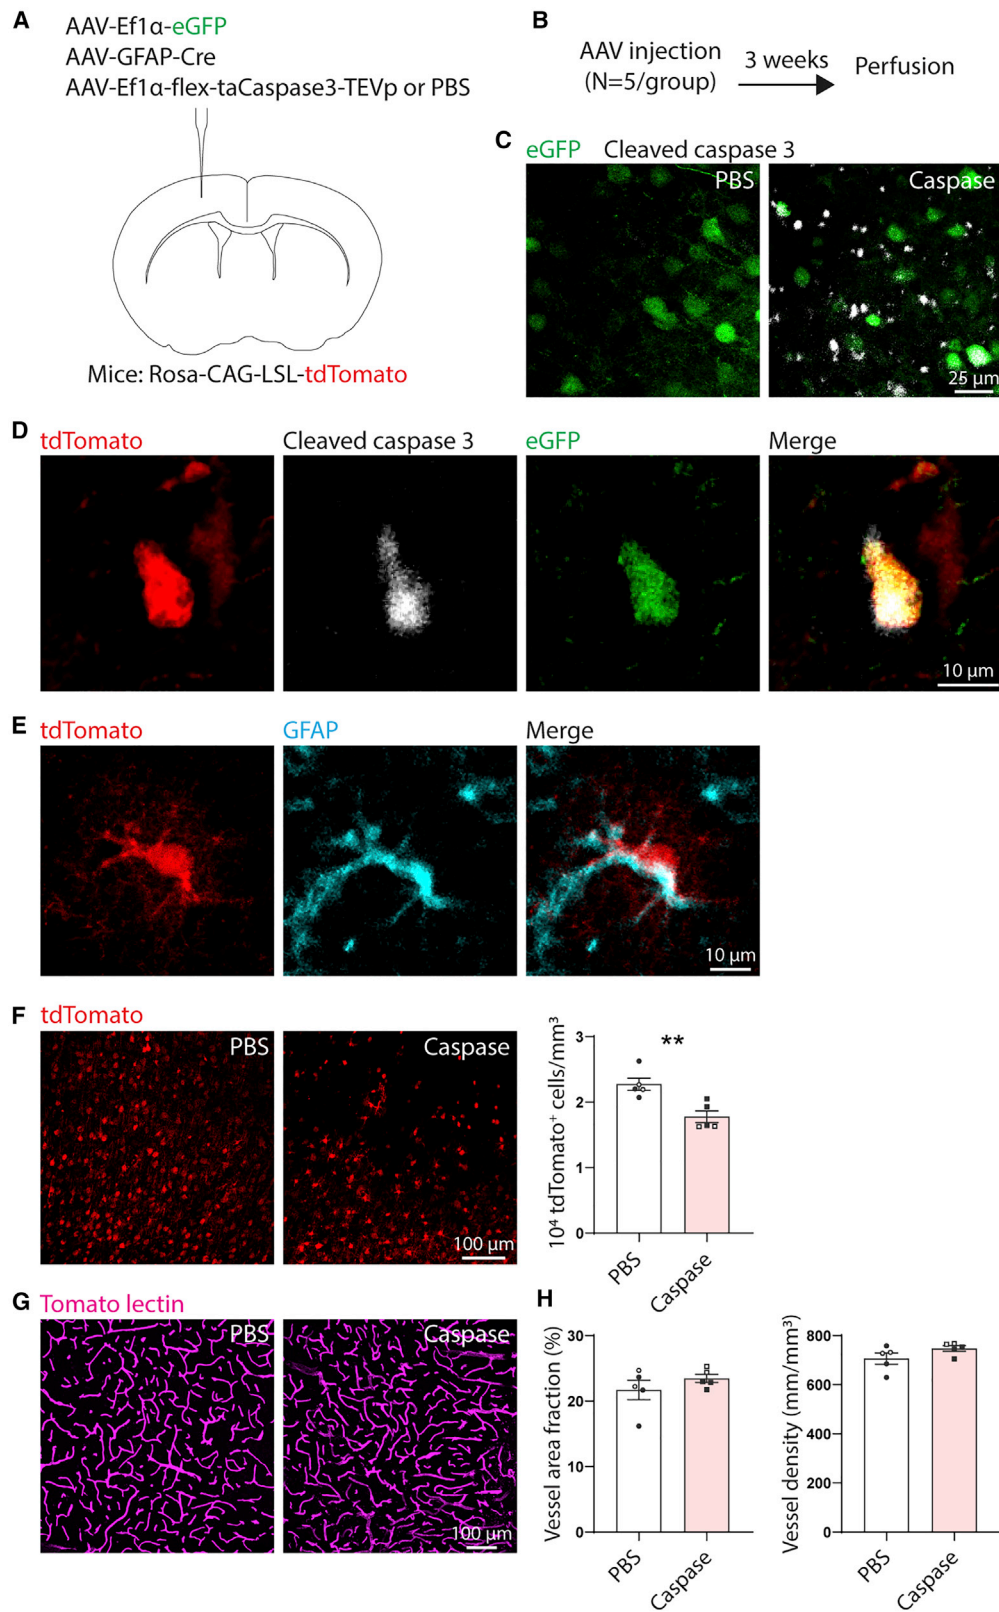 A
AAV-Ef1α-eGFP
AAV-GFAP-Cre
AAV-Ef1α-flex-taCaspase3-TEVp or PBS
Mice: Rosa-CAG-LSL-tdTomato
B
AAV injection
(N=5/group)
3 weeks
Perfusion
C
eGFP Cleaved caspase 3
PBS
Caspase
25 μm
D
tdTomato
Cleaved caspase 3
eGFP
Merge
10 μm
E
tdTomato
GFAP
Merge
10 μm
F
tdTomato
PBS
Caspase
100 μm
10⁴ tdTomato⁺ cells/mm³
3
2
1
0
**
PBS
Caspase
G
Tomato lectin
PBS
Caspase
100 μm
H
Vessel area fraction (%)
30
20
10
0
PBS
Caspase
Vessel density (mm/mm³)
800
600
400
200
0
PBS
Caspase